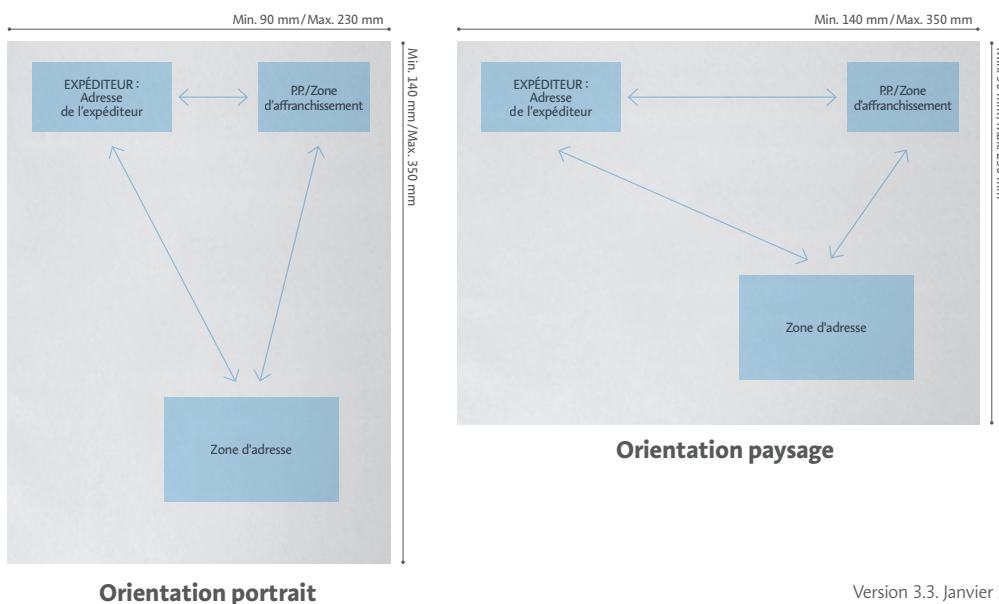 Min. 90 mm/Max. 230 mm
EXPÉDITEUR :
Adresse
de l'expéditeur
P.P./Zone
d'affranchissement
Min. 140 mm/Max. 350 mm
Zone d'adresse
Orientation portrait
Min. 140 mm/Max. 350 mm
EXPÉDITEUR :
Adresse
de l'expéditeur
P.P./Zone
d'affranchissement
Zone d'adresse
Orientation paysage
Version 3.3. Janvier